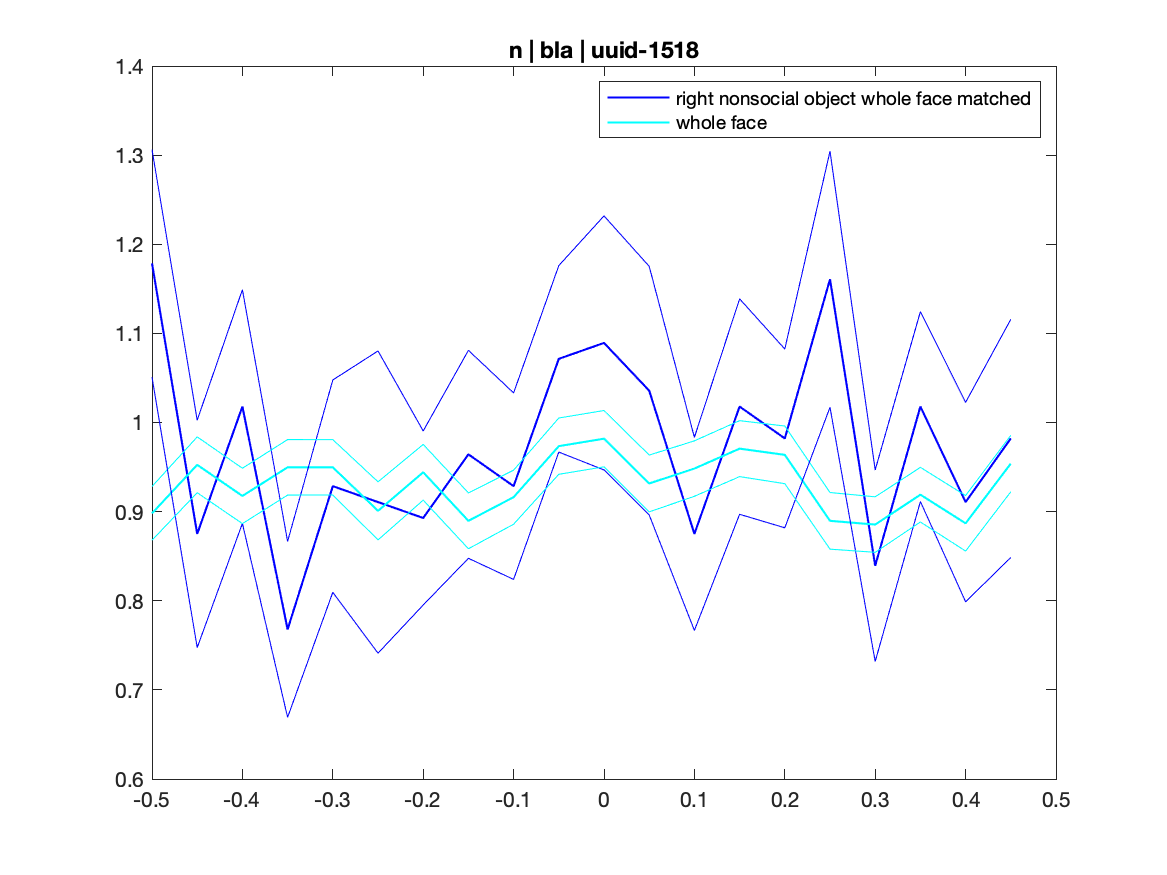 n | bla | uuid-1518
right nonsocial object whole face matched
whole face
1.4
1.3
1.2
1.1
1
0.9
0.8
0.7
0.6
-0.5 -0.4 -0.3 -0.2 -0.1 0 0.1 0.2 0.3 0.4 0.5